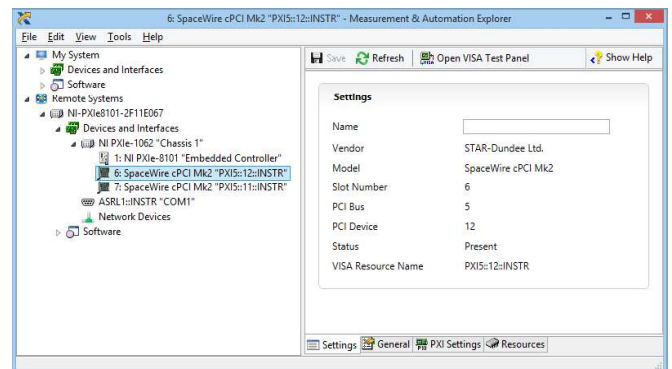 6: SpaceWire cPCI Mk2 "PXI5::12::INSTR" - Measurement & Automation Explorer
File Edit View Tools Help
My System
Devices and Interfaces
Software
Remote Systems
NI-PXIe8101-2F11E067
Devices and Interfaces
NI PXIe-1062 "Chassis 1"
1: NI PXIe-8101 "Embedded Controller"
6: SpaceWire cPCI Mk2 "PXI5::12::INSTR"
7: SpaceWire cPCI Mk2 "PXI5::11::INSTR"
ASRL1::INSTR "COM1"
Network Devices
Software
Save Refresh Open VISA Test Panel Show Help
Settings
Name
Vendor STAR-Dundee Ltd.
Model SpaceWire cPCI Mk2
Slot Number 6
PCI Bus 5
PCI Device 12
Status Present
VISA Resource Name PXI5::12::INSTR
Settings General PXI Settings Resources